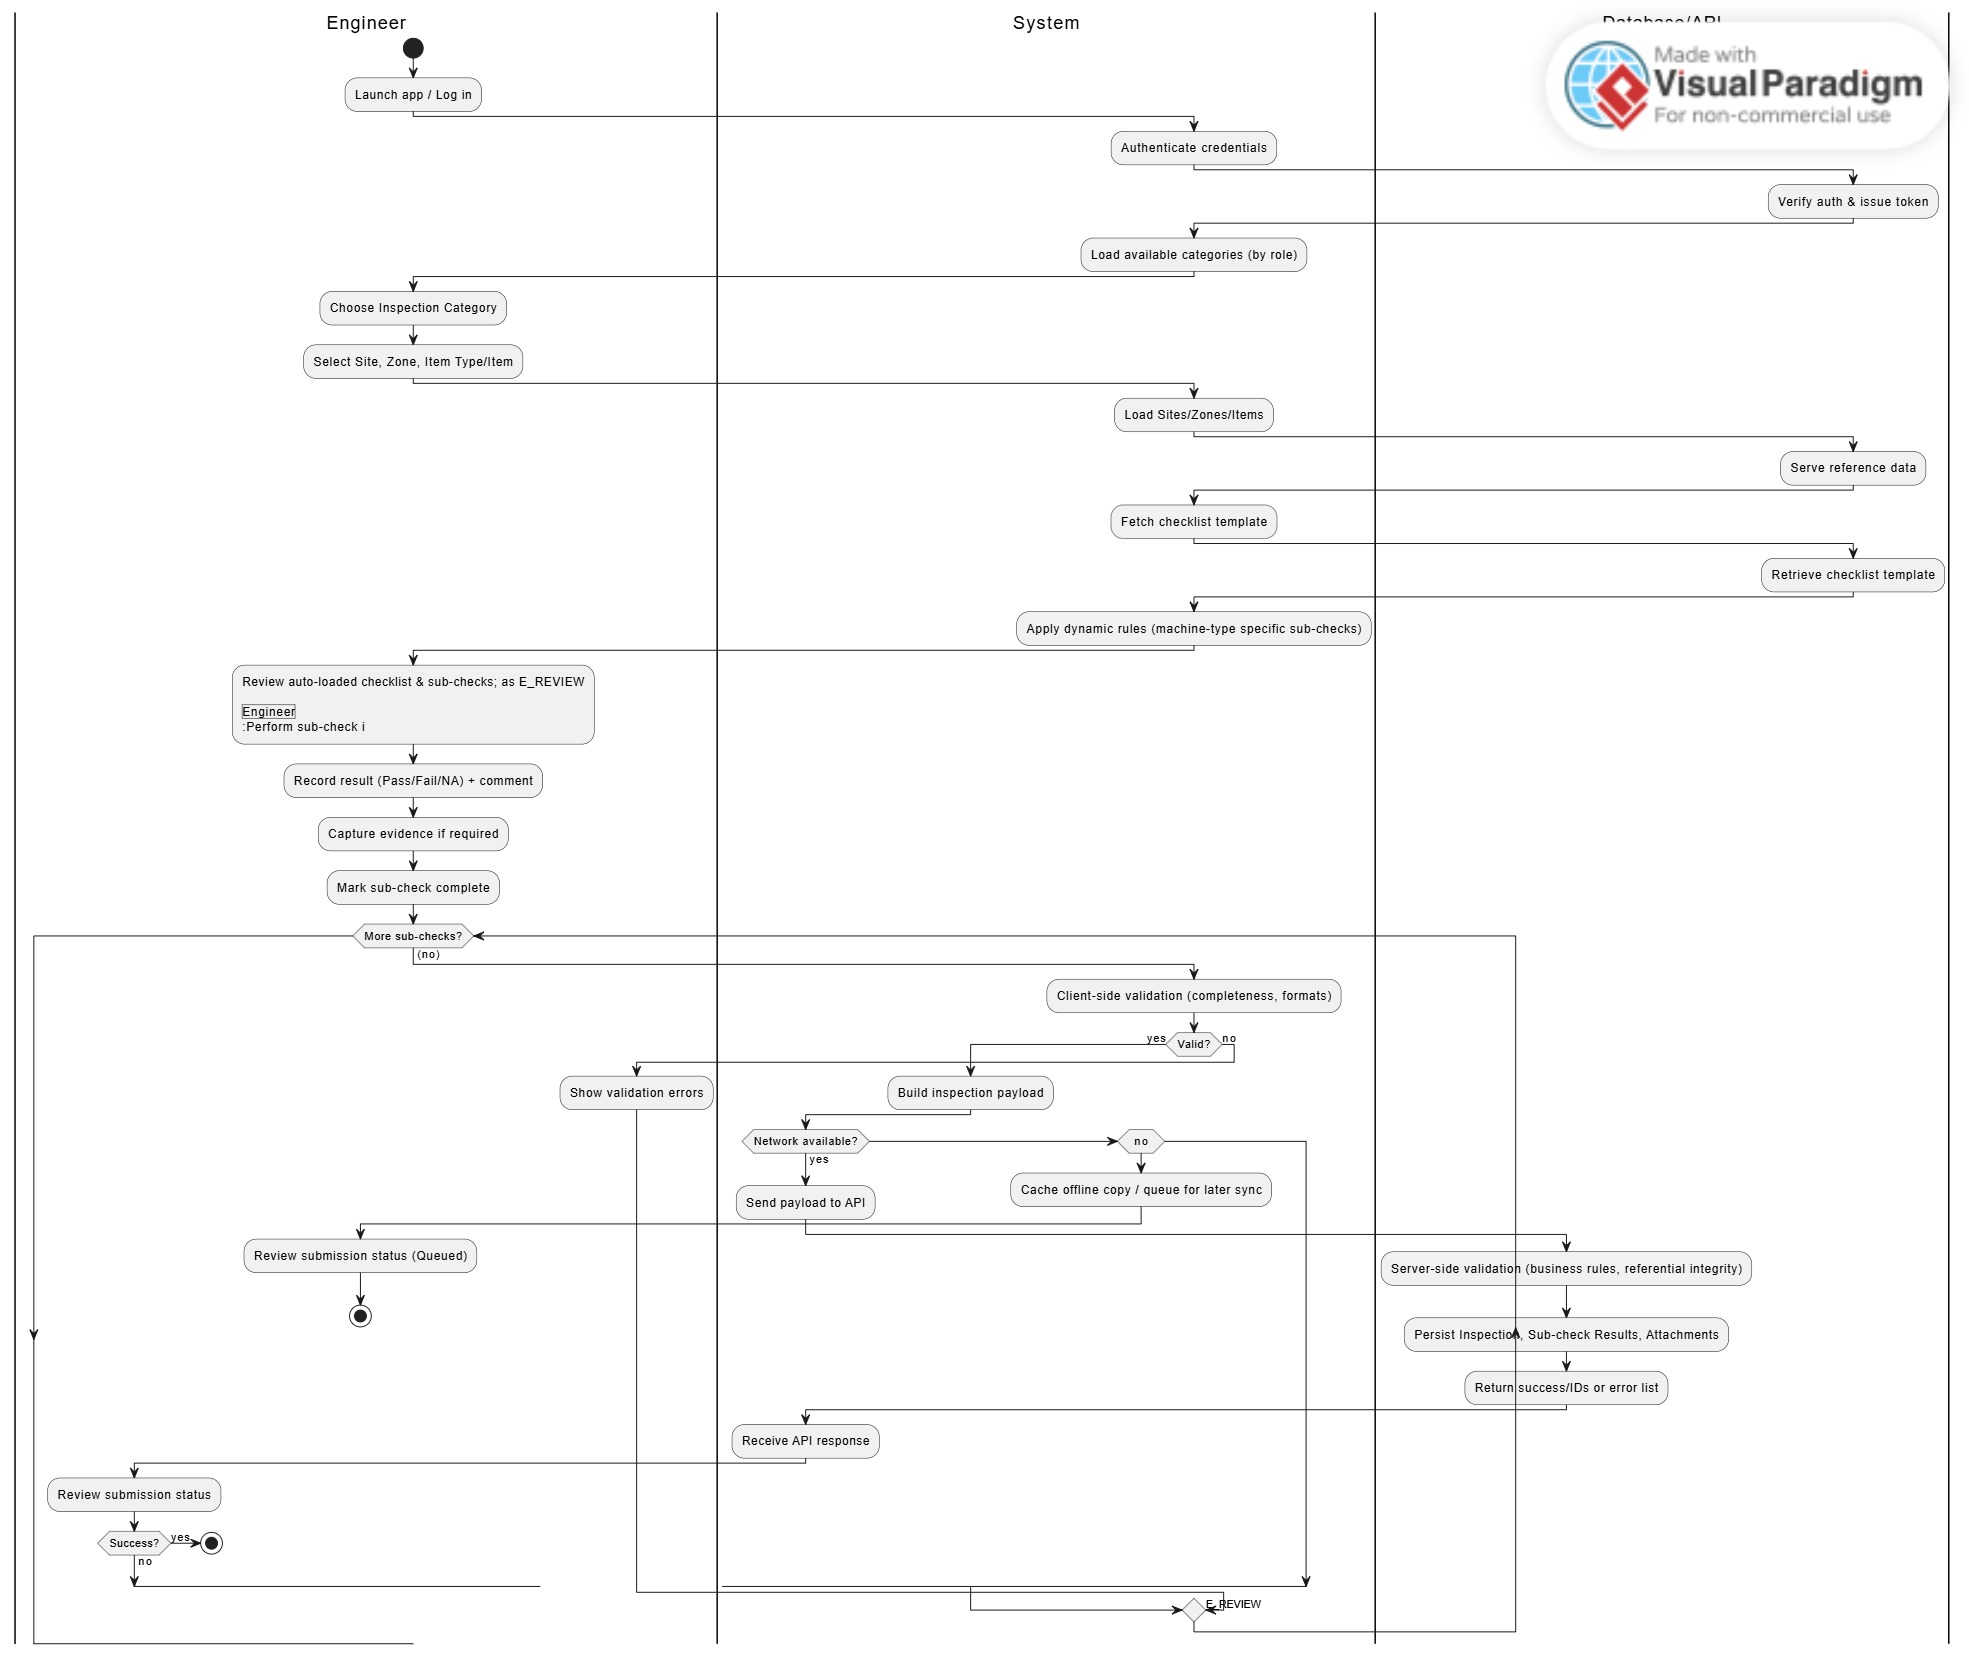 Engineer
System
Database/API
Made with
Visual Paradigm
For non-commercial use
Launch app / Log in
Authenticate credentials
Verify auth & issue token
Load available categories (by role)
Choose Inspection Category
Select Site, Zone, Item Type/Item
Load Sites/Zones/Items
Serve reference data
Fetch checklist template
Retrieve checklist template
Apply dynamic rules (machine-type specific sub-checks)
Review auto-loaded checklist & sub-checks; as E_REVIEW
Engineer
:Perform sub-check i
Record result (Pass/Fail/NA) + comment
Capture evidence if required
Mark sub-check complete
More sub-checks?
(no)
Client-side validation (completeness, formats)
yes
Valid?
no
Show validation errors
Build inspection payload
Network available?
no
yes
Cache offline copy / queue for later sync
Send payload to API
Review submission status (Queued)
Server-side validation (business rules, referential integrity)
Persist Inspection, Sub-check Results, Attachments
Return success/IDs or error list
Receive API response
Review submission status
Success?
yes
no
E_REVIEW